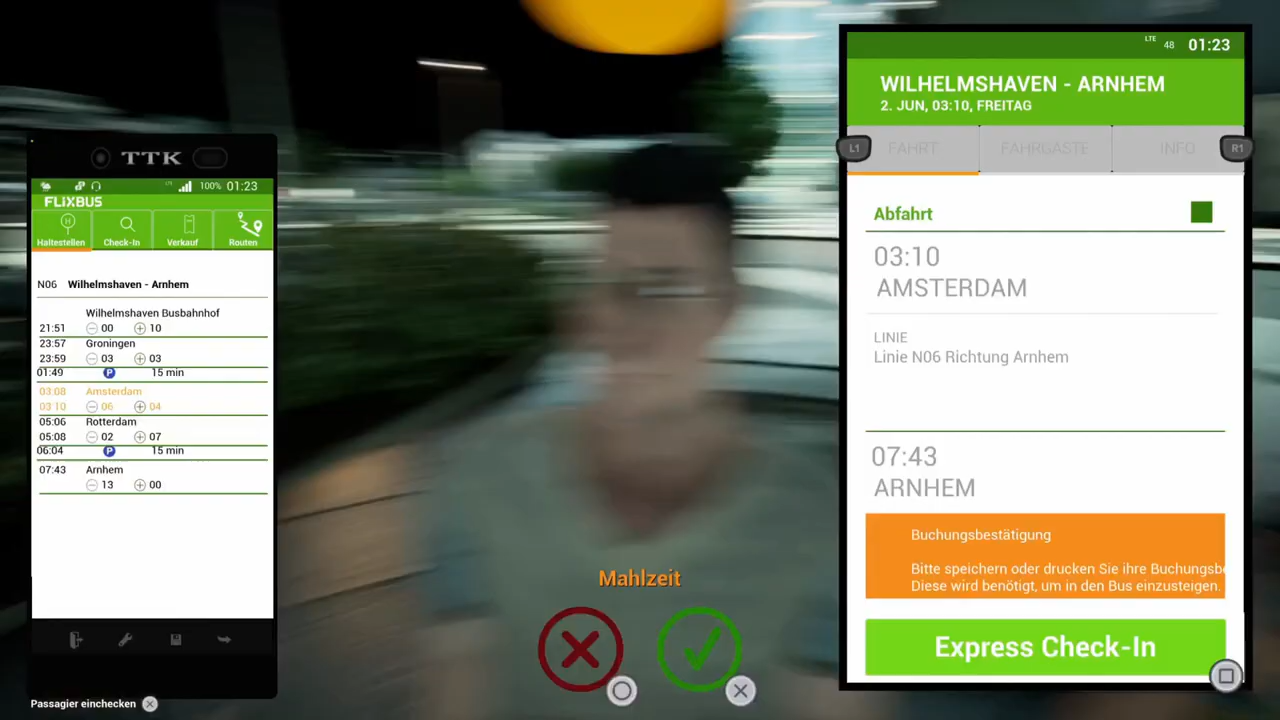 TTK
LTE 100% 01:23
FLiXBUS
H
Haltestellen Check-In Verkauf Routen
N06 Wilhelmshaven - Arnhem
Wilhelmshaven Busbahnhof
21:51 00 10
23:57 Groningen
23:59 03 03
01:49 P 15 min
03:08 Amsterdam
03:10 06 04
05:06 Rotterdam
05:08 02 07
06:04 P 15 min
07:43 Arnhem
13 00
Passagier einchecken
Mahlzeit
LTE 48 01:23
WILHELMSHAVEN - ARNHEM
2. JUN, 03:10, FREITAG
L1 FAHRT FAHRGÄSTE INFO R1
Abfahrt
03:10
AMSTERDAM
LINIE
Linie N06 Richtung Arnhem
07:43
ARNHEM
Buchungsbestätigung
Bitte speichern oder drucken Sie ihre Buchungsbe
Diese wird benötigt, um in den Bus einzusteigen.
Express Check-In